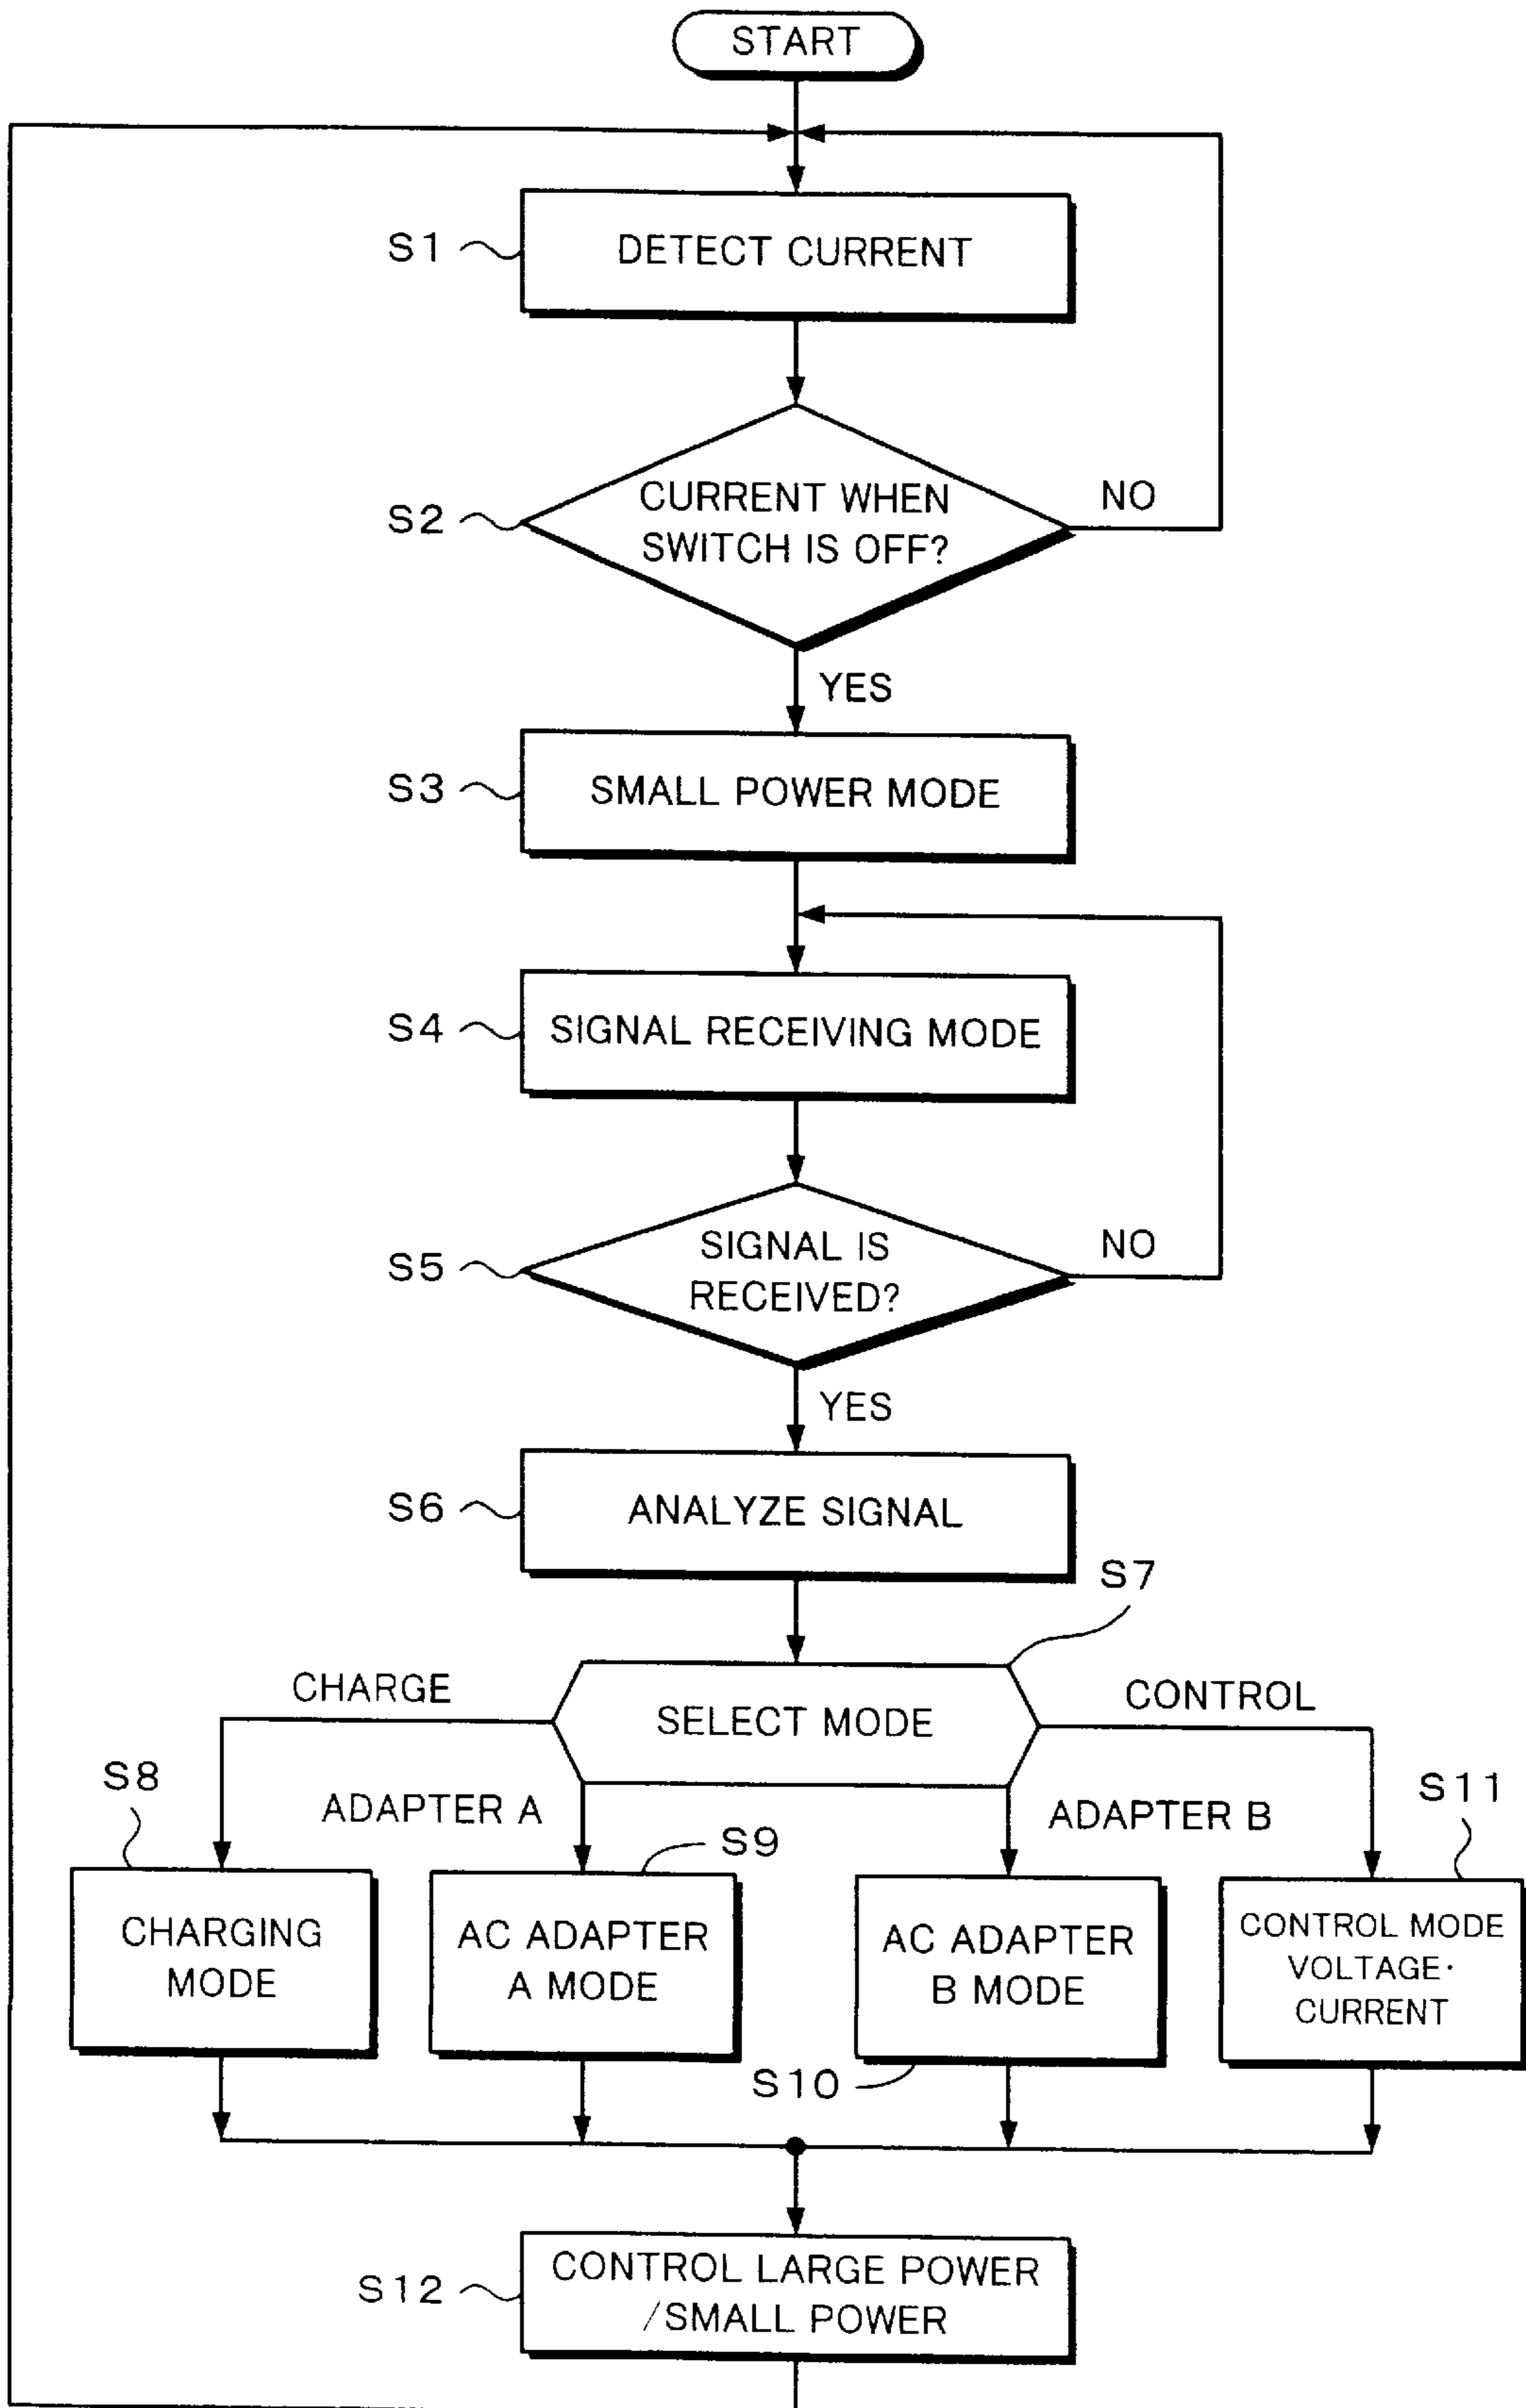 START
S1
DETECT CURRENT
S2
CURRENT WHEN
SWITCH IS OFF?
NO
YES
S3
SMALL POWER MODE
S4
SIGNAL RECEIVING MODE
S5
SIGNAL IS
RECEIVED?
NO
YES
S6
ANALYZE SIGNAL
S7
SELECT MODE
CHARGE
CONTROL
ADAPTER A
ADAPTER B
S8
CHARGING
MODE
S9
AC ADAPTER
A MODE
S10
AC ADAPTER
B MODE
S11
CONTROL MODE
VOLTAGE·
CURRENT
S12
CONTROL LARGE POWER
/SMALL POWER